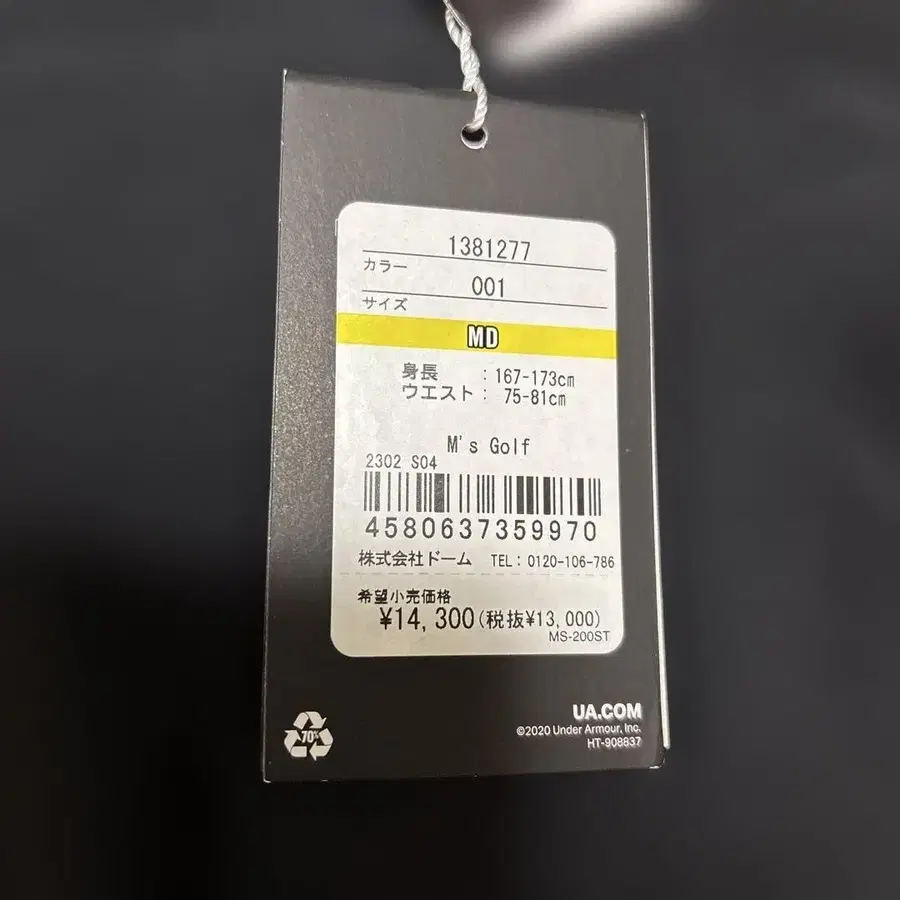 1381277
カラー
001
サイズ
MD
身長 : 167-173cm
ウエスト : 75-81cm
M's Golf
2302 S04
4580637359970
株式会社ドーム TEL: 0120-106-786
希望小売価格
¥14,300(税抜¥13,000)
MS-200ST
70%
UA.COM
©2020 Under Armour, Inc.
HT-908837